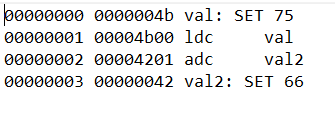 00000000 0000004b val: SET 75
00000001 00004b00 ldc     val
00000002 00004201 adc     val2
00000003 00000042 val2: SET 66